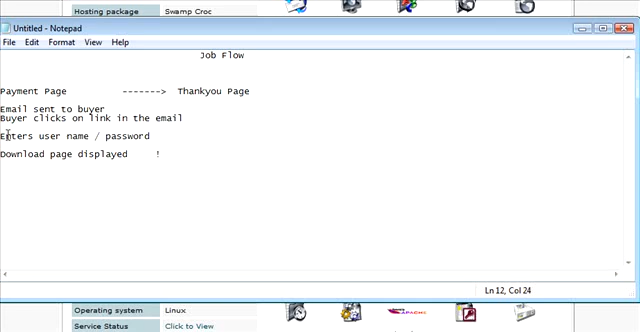 Hosting package Swamp Croc
Untitled - Notepad
File Edit Format View Help
Job Flow
Payment Page -------> Thankyou Page
Email sent to buyer
Buyer clicks on link in the email
Enters user name / password
Download page displayed !
Ln 12, Col 24
Operating system Linux
APACHE
Service Status Click to View